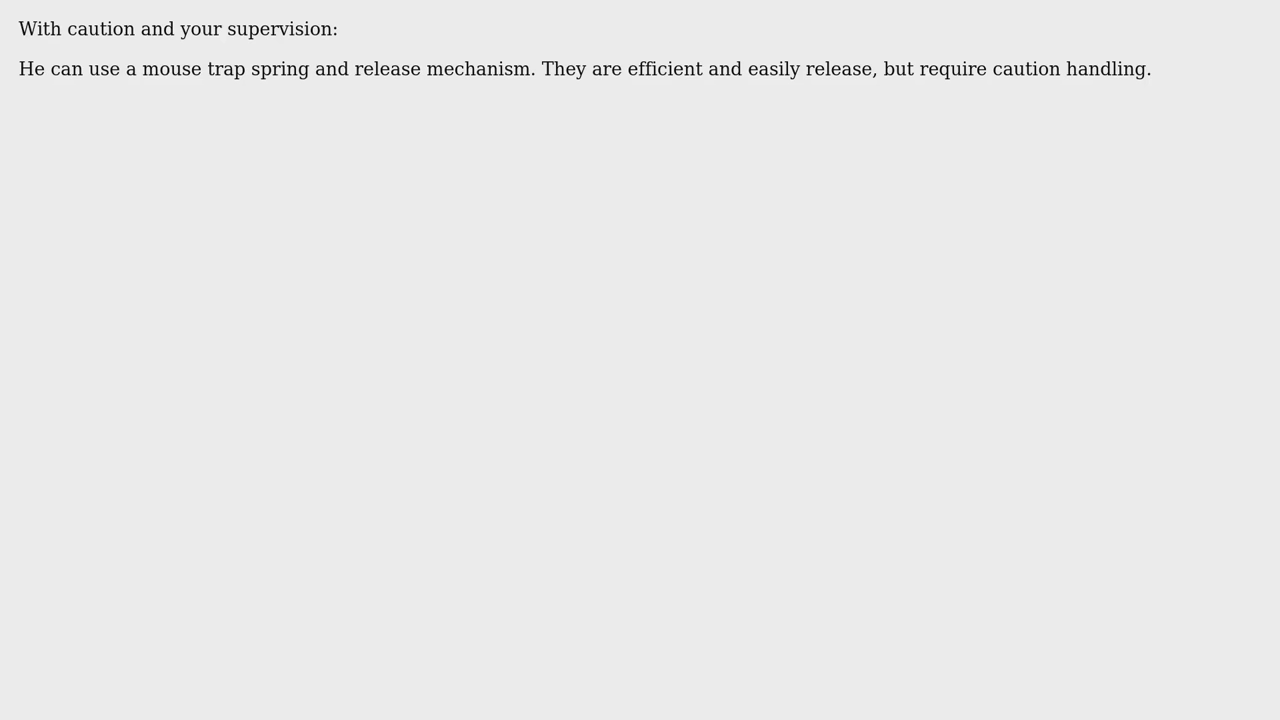 With caution and your supervision:
He can use a mouse trap spring and release mechanism. They are efficient and easily release, but require caution handling.